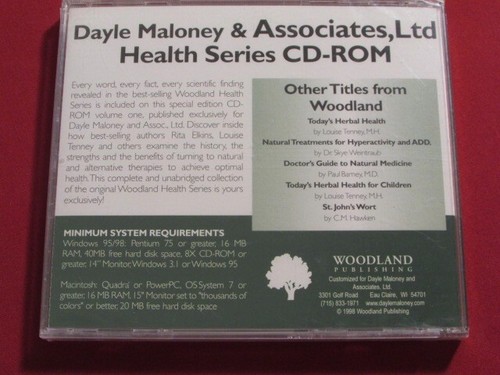 Dayle Maloney & Associates, Ltd
Health Series CD-ROM
Every word, every fact, every scientific finding
revealed in the best-selling Woodland Health
Series is included on this special edition CD-
ROM volume one, published exclusively for
Dayle Maloney and Assoc., Ltd. Discover inside
how best-selling authors Rita Elkins, Louise
Tenney and others examine the history, the
strengths and the benefits of turning to natural
and alternative therapies to achieve optimal
health. This complete and unabridged collection
of the original Woodland Health Series is yours
exclusively!
Other Titles from
Woodland
Today's Herbal Health
by Louise Tenney, M.H.
Natural Treatments for Hyperactivity and ADD.
by Dr. Skye Weintraub
Doctor's Guide to Natural Medicine
by Paul Barney, M.D.
Today's Herbal Health for Children
by Louise Tenney, M.H.
St. John's Wort
by C.M. Hawken
MINIMUM SYSTEM REQUIREMENTS
Windows 95/98: Pentium 75 or greater, 16 MB
RAM, 40MB free hard disk space, 8X CD-ROM or
greater, 14" Monitor, Windows 3.1 or Windows 95
Macintosh: Quadral or PowerPC, OS System 7 or
greater; 16 MB RAM, 15" Monitor set to "thousands of
colors" or better, 20 MB free hard disk space
WOODLAND
PUBLISHING
Customized for Dayle Maloney and
Associates, Ltd.
3301 Golf Road Eau Claire, WI 54701
(715) 833-1971 www.daylemaloney.com
© 1998 Woodland Publishing